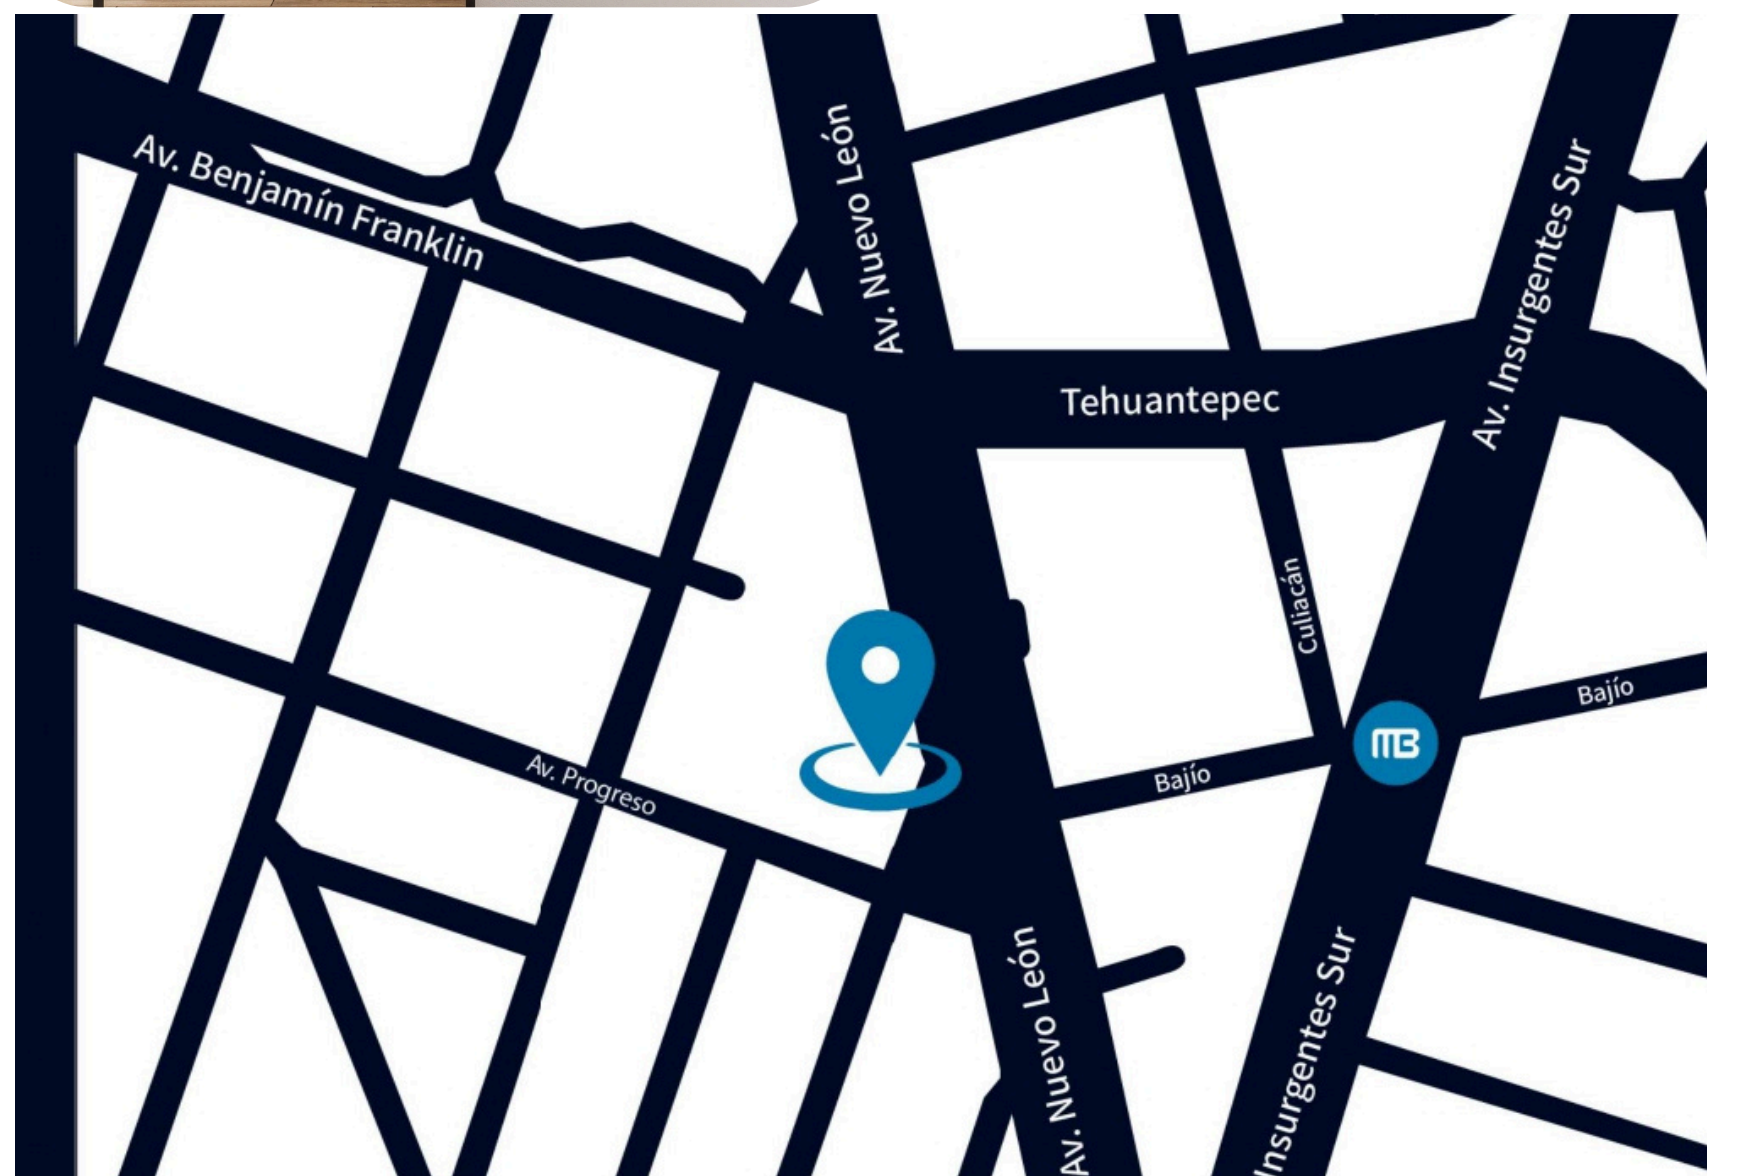 Av. Benjamín Franklin
Av. Nuevo León
Av. Insurgentes Sur
Tehuantepec
Culiacán
Bajío
MB
Bajío
Av. Progreso
Av. Nuevo León
Insurgentes Sur